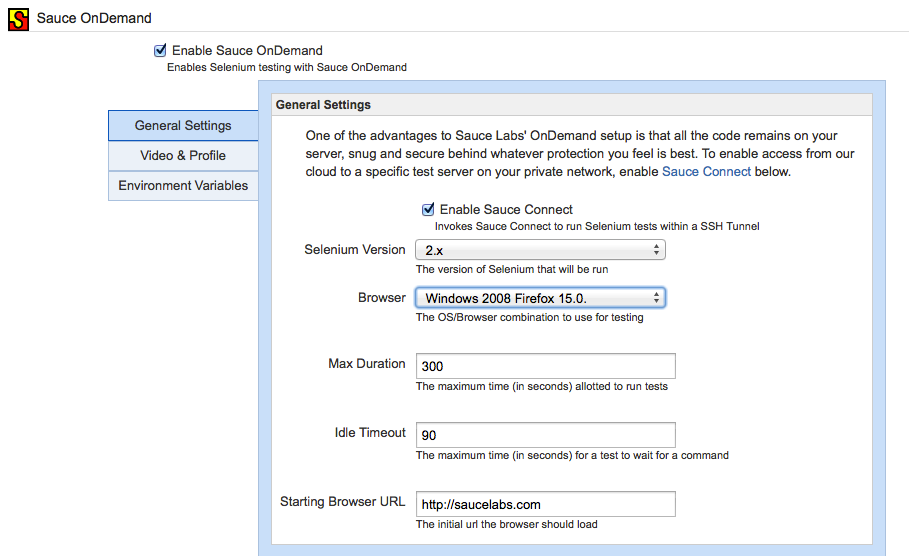 Sauce OnDemand
Enable Sauce OnDemand
Enables Selenium testing with Sauce OnDemand
General Settings
Video & Profile
Environment Variables
General Settings
One of the advantages to Sauce Labs' OnDemand setup is that all the code remains on your
server, snug and secure behind whatever protection you feel is best. To enable access from our
cloud to a specific test server on your private network, enable Sauce Connect below.
Enable Sauce Connect
Invokes Sauce Connect to run Selenium tests within a SSH Tunnel
Selenium Version 2.x
The version of Selenium that will be run
Browser Windows 2008 Firefox 15.0.
The OS/Browser combination to use for testing
Max Duration 300
The maximum time (in seconds) allotted to run tests
Idle Timeout 90
The maximum time (in seconds) for a test to wait for a command
Starting Browser URL http://saucelabs.com
The initial url the browser should load